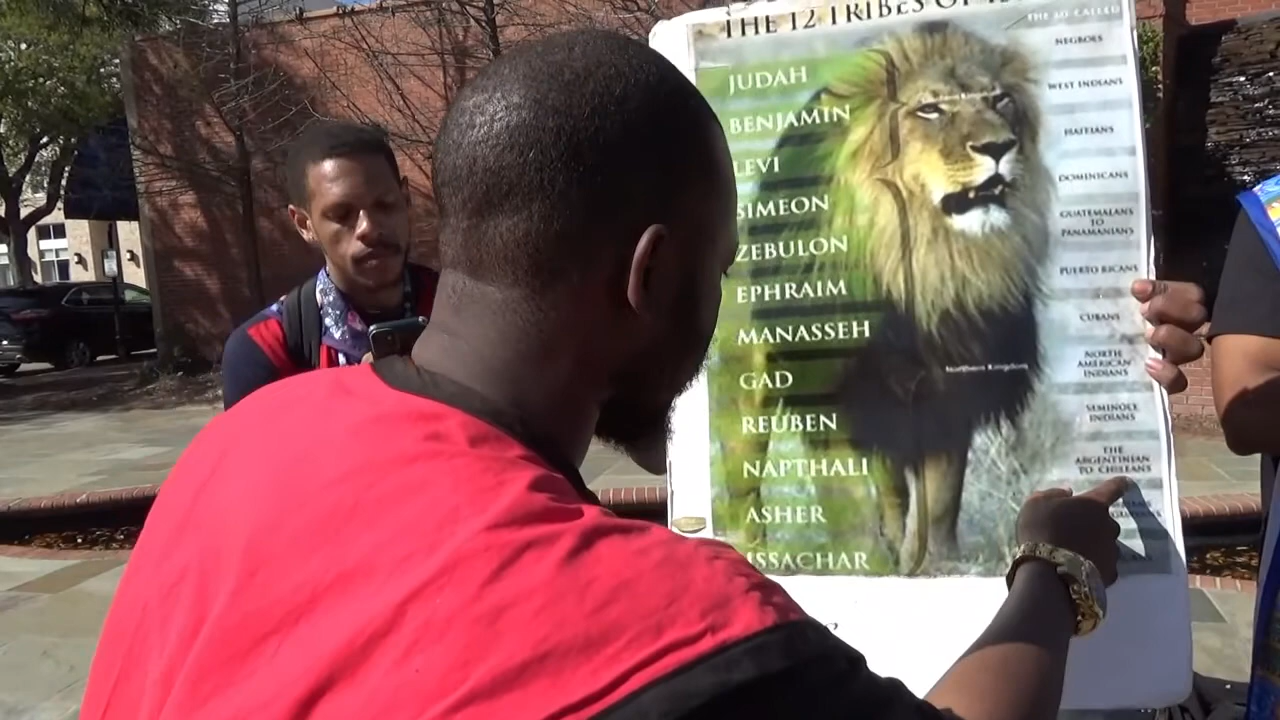 THE 12 TRIBES OF
THE SO CALLED
JUDAH
NEGROES
BENJAMIN
WEST INDIANS
LEVI
HAITIANS
SIMEON
DOMINICANS
ZEBULON
GUATEMALANS
TO
PANAMANIANS
EPHRAIM
PUERTO RICANS
MANASSEH
CUBANS
GAD
NORTH
AMERICAN
INDIANS
Northern Kingdom
REUBEN
SEMINOLE
INDIANS
NAPTHALI
THE
ARGENTINIAN
TO CHILEANS
ASHER
ISSACHAR